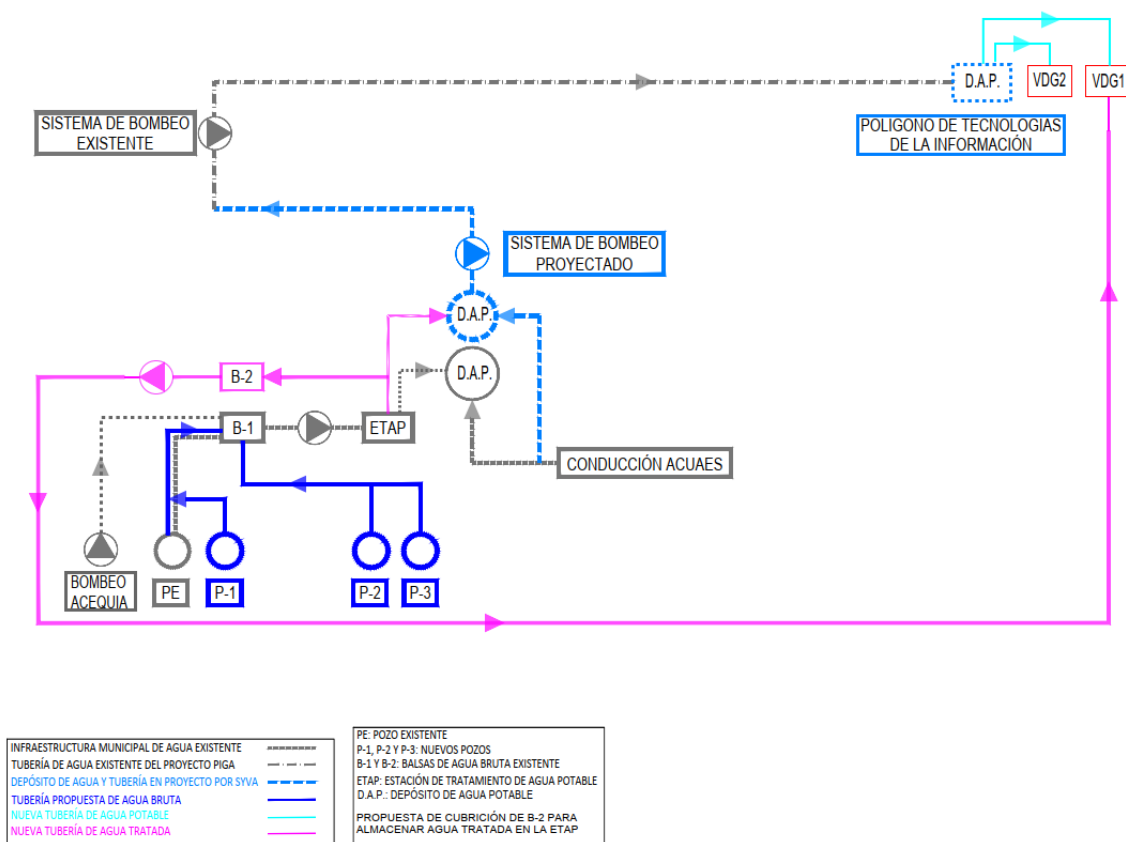 D.A.P.
VDG2
VDG1
SISTEMA DE BOMBEO
EXISTENTE
POLIGONO DE TECNOLOGIAS
DE LA INFORMACIÓN
SISTEMA DE BOMBEO
PROYECTADO
D.A.P.
D.A.P.
B-2
B-1
ETAP
CONDUCCIÓN ACUAES
BOMBEO
ACEQUIA
PE
P-1
P-2
P-3
INFRAESTRUCTURA MUNICIPAL DE AGUA EXISTENTE
TUBERÍA DE AGUA EXISTENTE DEL PROYECTO PIGA
DEPÓSITO DE AGUA Y TUBERÍA EN PROYECTO POR SYVA
TUBERÍA PROPUESTA DE AGUA BRUTA
NUEVA TUBERÍA DE AGUA POTABLE
NUEVA TUBERÍA DE AGUA TRATADA
PE: POZO EXISTENTE
P-1, P-2 Y P-3: NUEVOS POZOS
B-1 Y B-2: BALSAS DE AGUA BRUTA EXISTENTE
ETAP: ESTACIÓN DE TRATAMIENTO DE AGUA POTABLE
D.A.P.: DEPÓSITO DE AGUA POTABLE
PROPUESTA DE CUBRICIÓN DE B-2 PARA
ALMACENAR AGUA TRATADA EN LA ETAP